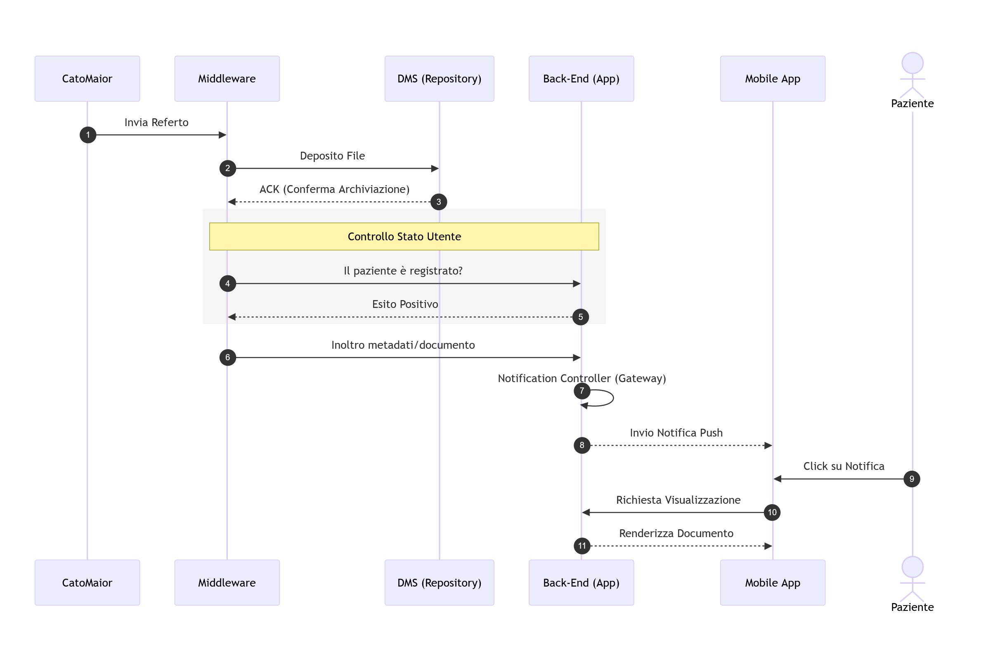 CatoMaior
Middleware
DMS (Repository)
Back-End (App)
Mobile App
Paziente
Invia Referto
1
Deposito File
2
ACK (Conferma Archiviazione)
3
Controllo Stato Utente
Il paziente è registrato?
4
Esito Positivo
5
Inoltro metadati/documento
6
Notification Controller (Gateway)
7
Invio Notifica Push
8
Click su Notifica
9
Richiesta Visualizzazione
10
Renderizza Documento
11
CatoMaior
Middleware
DMS (Repository)
Back-End (App)
Mobile App
Paziente